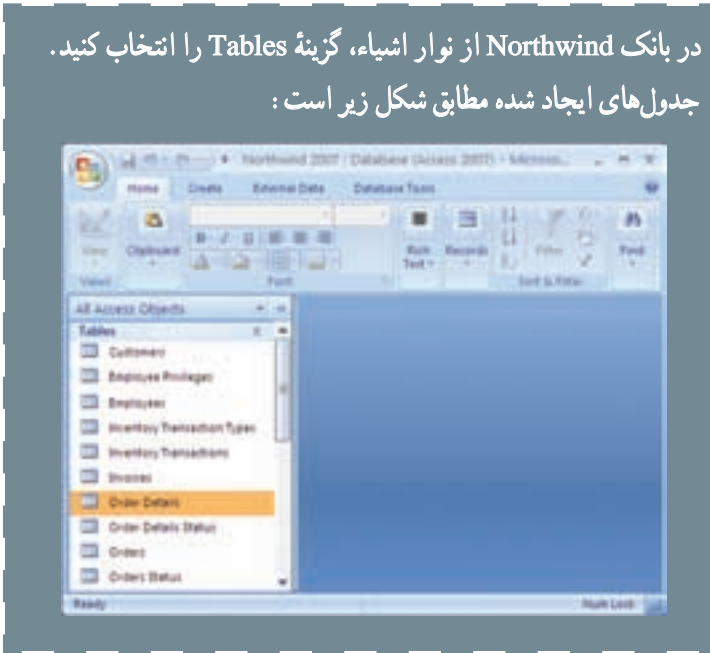 در بانک Northwind از نوار اشیاء، گزینهٔ Tables را انتخاب کنید.
جدول‌های ایجاد شده مطابق شکل زیر است :
Northwind 2007 : Database (Access 2007) - Microso...
Home Create External Data Database Tools
View Clipboard B I U Rich Text Records Filter Find
Views Font Sort & Filter
All Access Objects
Tables
Customers
Employee Privileges
Employees
Inventory Transaction Types
Inventory Transactions
Invoices
Order Details
Order Details Status
Orders
Orders Status
Ready Num Lock